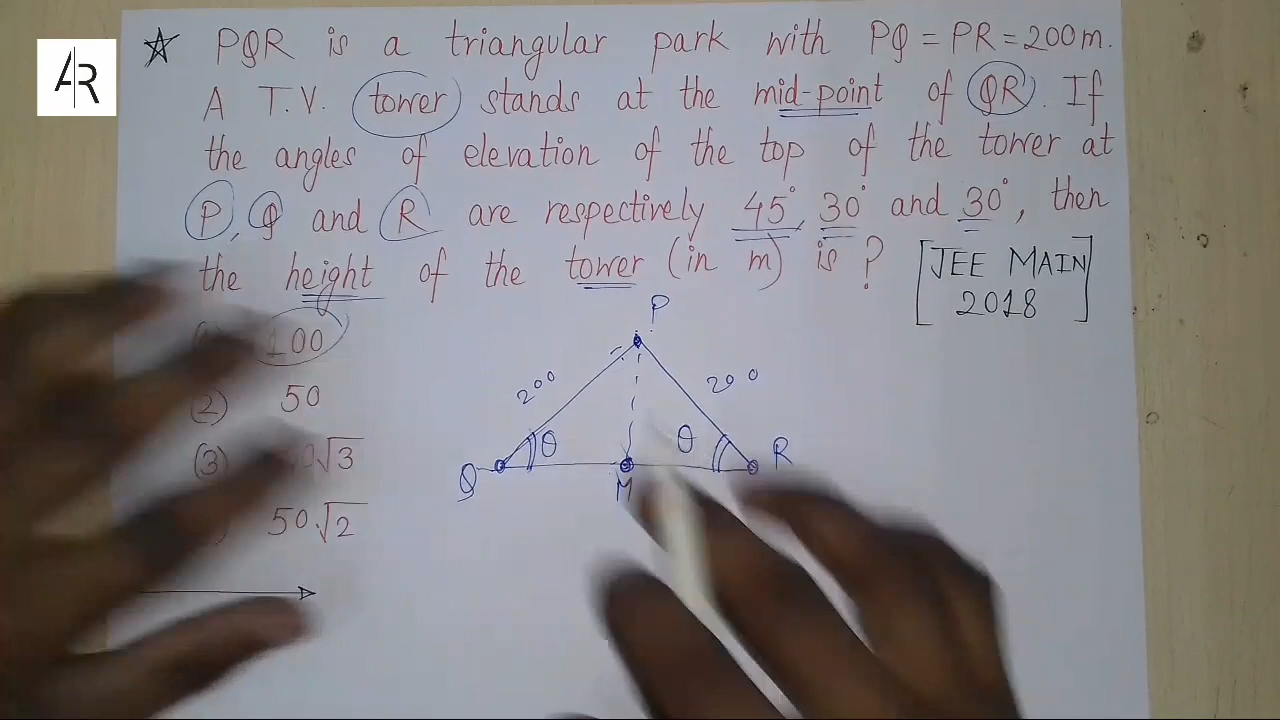 AR
☆ PQR is a triangular park with PQ = PR = 200m.
A T.V. tower stands at the mid-point of QR. If
the angles of elevation of the top of the tower at
P, Q and R are respectively 45°, 30° and 30°, then
the height of the tower (in m) is ? [JEE MAIN
2018]
100
(2) 50
(3) √3
50√2
P
200 200
θ θ
Q M R